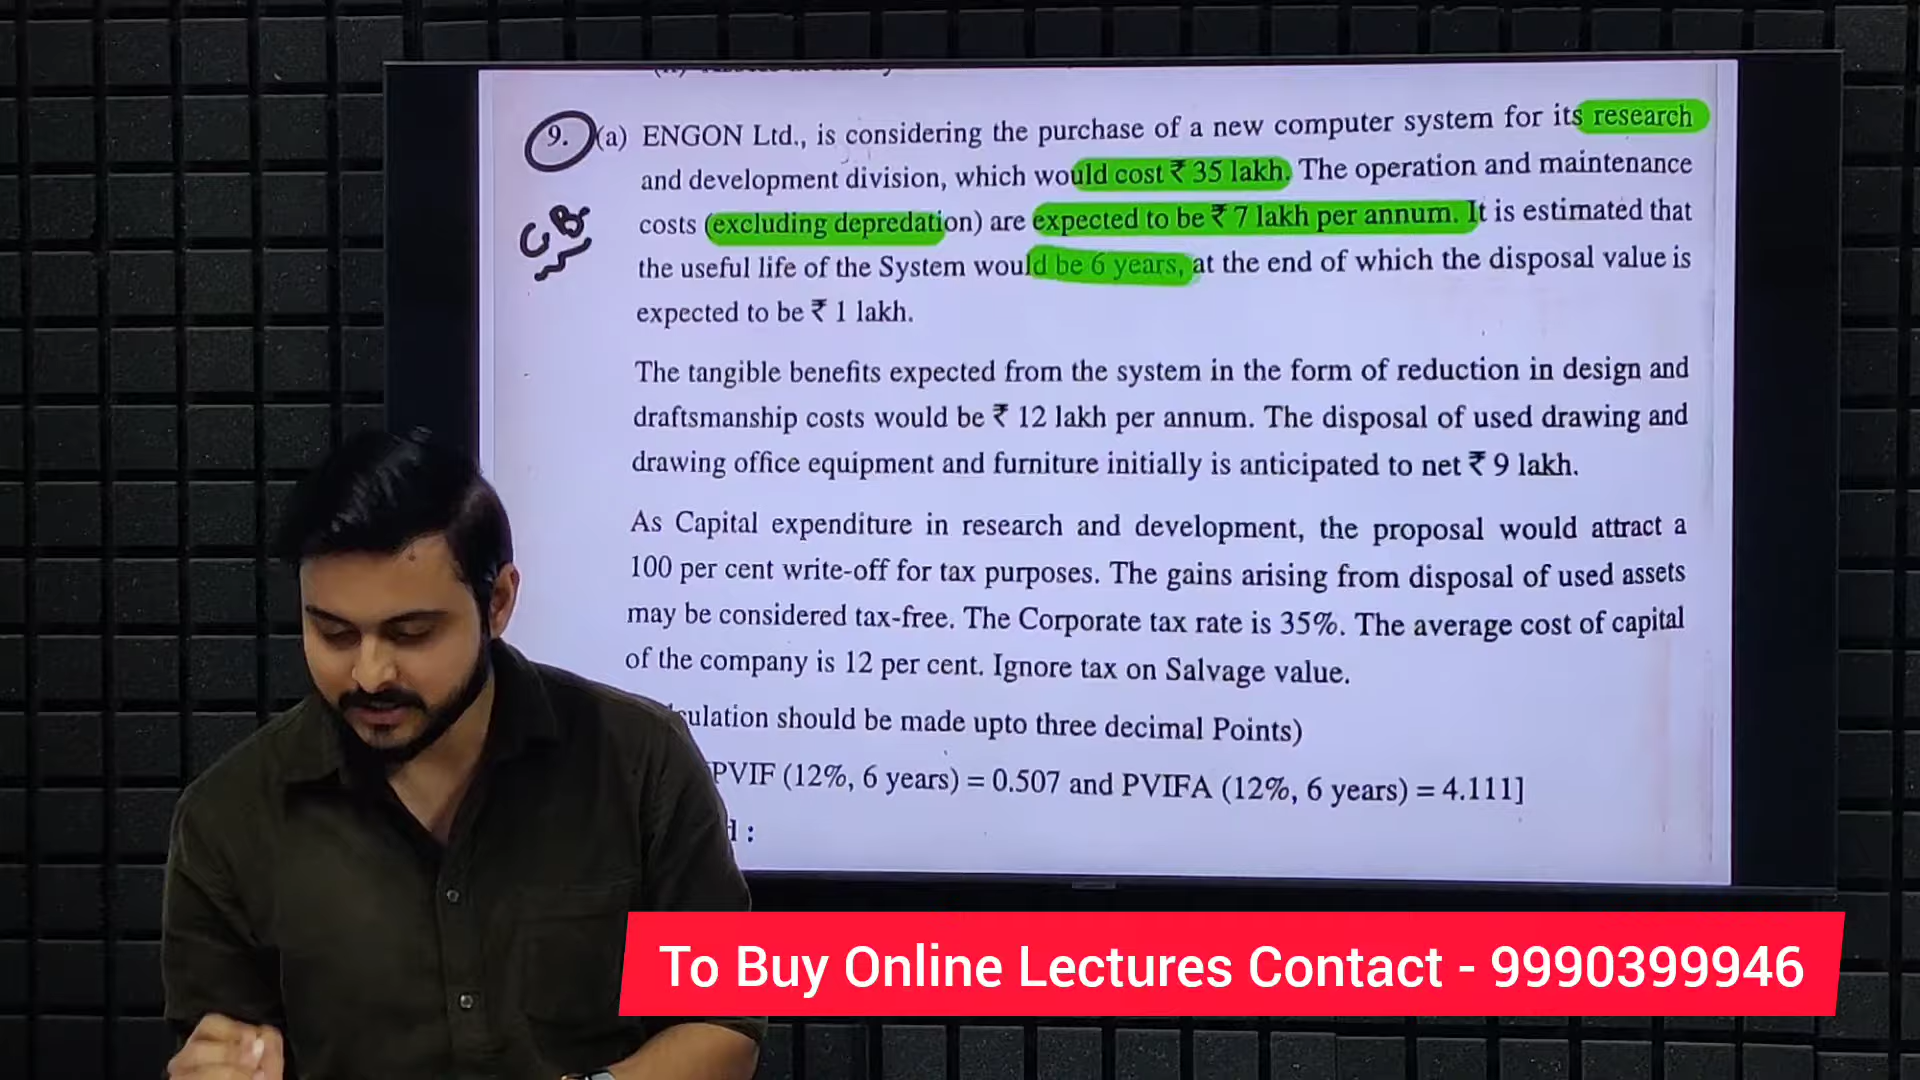 9. (a) ENGON Ltd., is considering the purchase of a new computer system for its research
and development division, which would cost ₹ 35 lakh. The operation and maintenance
costs (excluding depredation) are expected to be ₹ 7 lakh per annum. It is estimated that
the useful life of the System would be 6 years, at the end of which the disposal value is
expected to be ₹ 1 lakh.
CB
The tangible benefits expected from the system in the form of reduction in design and
draftsmanship costs would be ₹ 12 lakh per annum. The disposal of used drawing and
drawing office equipment and furniture initially is anticipated to net ₹ 9 lakh.
As Capital expenditure in research and development, the proposal would attract a
100 per cent write-off for tax purposes. The gains arising from disposal of used assets
may be considered tax-free. The Corporate tax rate is 35%. The average cost of capital
of the company is 12 per cent. Ignore tax on Salvage value.
culation should be made upto three decimal Points)
PVIF (12%, 6 years) = 0.507 and PVIFA (12%, 6 years) = 4.111]
:
To Buy Online Lectures Contact - 9990399946